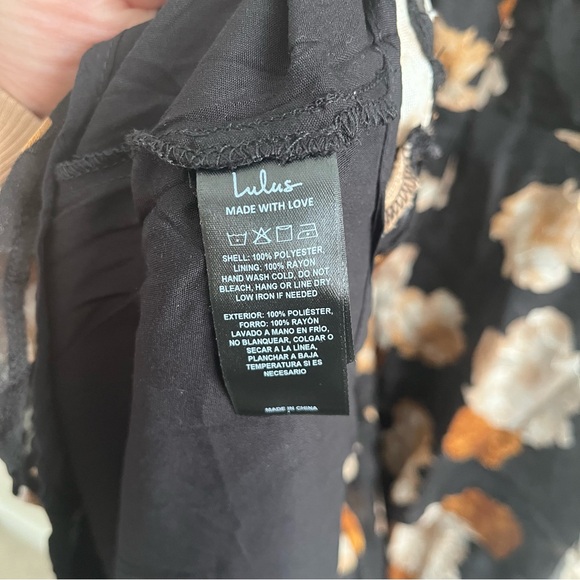 Lulus
MADE WITH LOVE
SHELL: 100% POLYESTER,
LINING: 100% RAYON
HAND WASH COLD, DO NOT
BLEACH, HANG OR LINE DRY
LOW IRON IF NEEDED
EXTERIOR: 100% POLIÉSTER,
FORRO: 100% RAYÓN
LAVADO A MANO EN FRÍO,
NO BLANQUEAR, COLGAR O
SECAR A LA LÍNEA,
PLANCHAR A BAJA
TEMPERATURA SI ES
NECESARIO
MADE IN CHINA